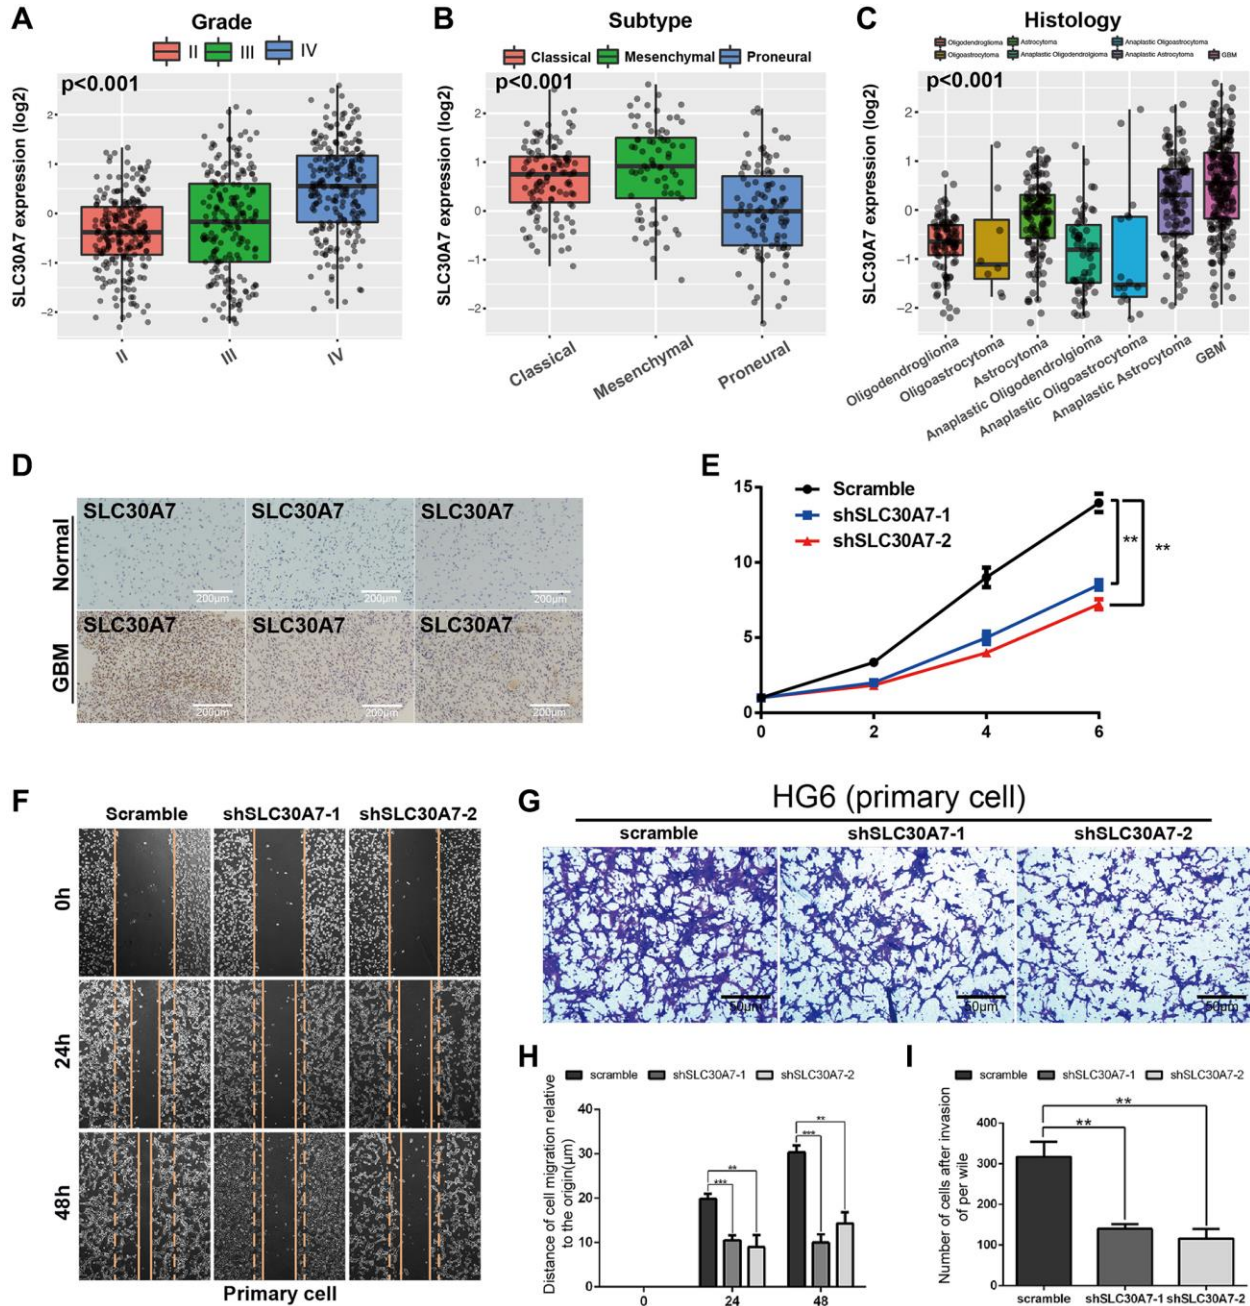 A
Grade
II III IV
p<0.001
SLC30A7 expression (log2)
2
1
0
−1
−2
II
III
IV
B
Subtype
Classical Mesenchymal Proneural
p<0.001
SLC30A7 expression (log2)
2
1
0
−1
−2
Classical
Mesenchymal
Proneural
C
Histology
Oligodendroglioma Astrocytoma Anaplastic Oligoastrocytoma
Oligoastrocytoma Anaplastic Oligodendrolgioma Anaplastic Astrocytoma GBM
p<0.001
SLC30A7 expression (log2)
2
1
0
−1
−2
Oligodendroglioma
Oligoastrocytoma
Astrocytoma
Anaplastic Oligodendrolgioma
Anaplastic Oligoastrocytoma
Anaplastic Astrocytoma
GBM
D
Normal
SLC30A7 SLC30A7 SLC30A7
200μm 200μm 200μm
GBM
SLC30A7 SLC30A7 SLC30A7
200μm 200μm 200μm
E
15
10
5
0
0 2 4 6
Scramble
shSLC30A7-1
shSLC30A7-2
**
**
F
Scramble shSLC30A7-1 shSLC30A7-2
0h
24h
48h
Primary cell
G
HG6 (primary cell)
scramble shSLC30A7-1 shSLC30A7-2
50μm 50μm 50μm
H
scramble shSLC30A7-1 shSLC30A7-2
Distance of cell migration relative
to the origin(μm)
40
30
20
10
0
**
***
**
***
0 24 48
I
scramble shSLC30A7-1 shSLC30A7-2
Number of cells after invasion
of per wile
400
300
200
100
0
**
**
scramble shSLC30A7-1 shSLC30A7-2